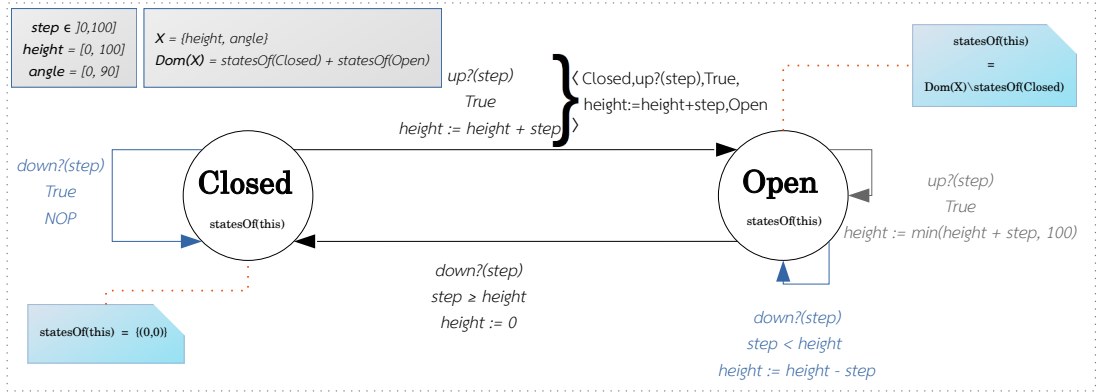 step ϵ ]0,100]
height = [0, 100]
angle = [0, 90]
X = {height, angle}
Dom(X) = statesOf(Closed) + statesOf(Open)
up?(step)
True
height := height + step
}
⟨ Closed,up?(step),True,
height:=height+step,Open
⟩
statesOf(this)
=
Dom(X)\statesOf(Closed)
down?(step)
True
NOP
Closed
statesOf(this)
Open
statesOf(this)
up?(step)
True
height := min(height + step, 100)
down?(step)
step ≥ height
height := 0
statesOf(this) = {(0,0)}
down?(step)
step < height
height := height - step